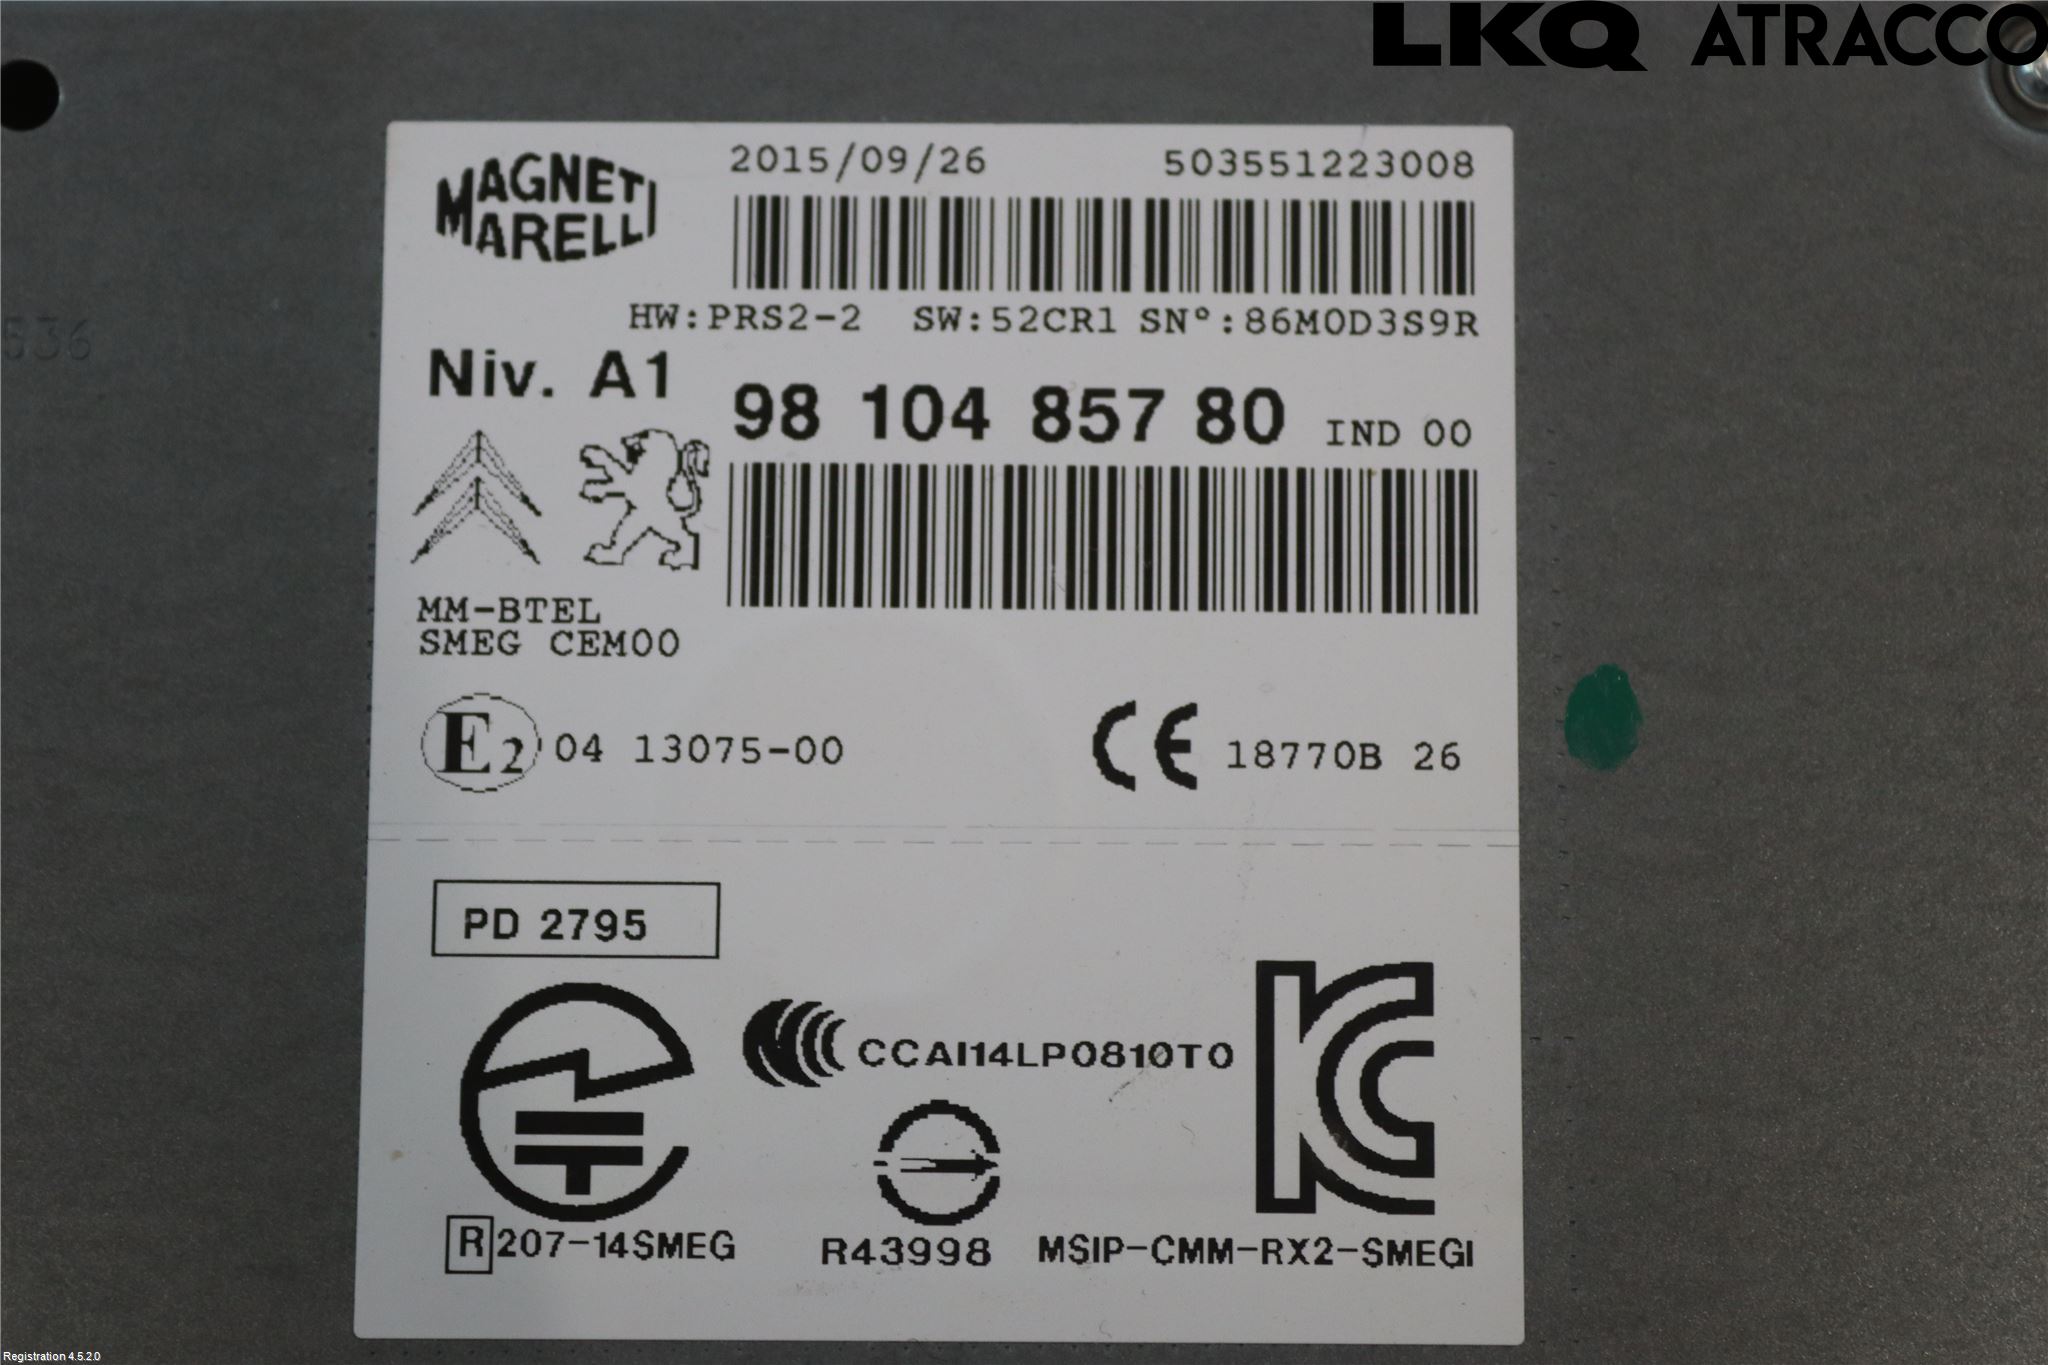 LKQ ATRACCO
MAGNETI
MARELLI
2015/09/26 503551223008
HW:PRS2-2 SW:52CR1 SN°:86M0D3S9R
Niv. A1
98 104 857 80 IND 00
MM-BTEL
SMEG CEM00
E2 04 13075-00
CE 18770B 26
536
PD 2795
CCAI14LP0810T0
R 207-14SMEG
R43998
MSIP-CMM-RX2-SMEGI
Registration 4.5.2.0